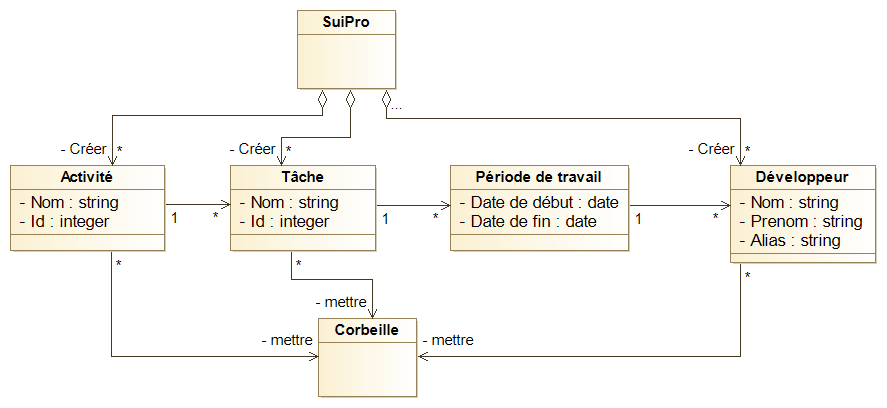 SuiPro
...
- Créer *
- Créer *
- Créer *
Activité
- Nom : string
- Id : integer
1 *
Tâche
- Nom : string
- Id : integer
1 *
Période de travail
- Date de début : date
- Date de fin : date
1 *
Développeur
- Nom : string
- Prenom : string
- Alias : string
*
*
*
- mettre
- mettre
- mettre
Corbeille